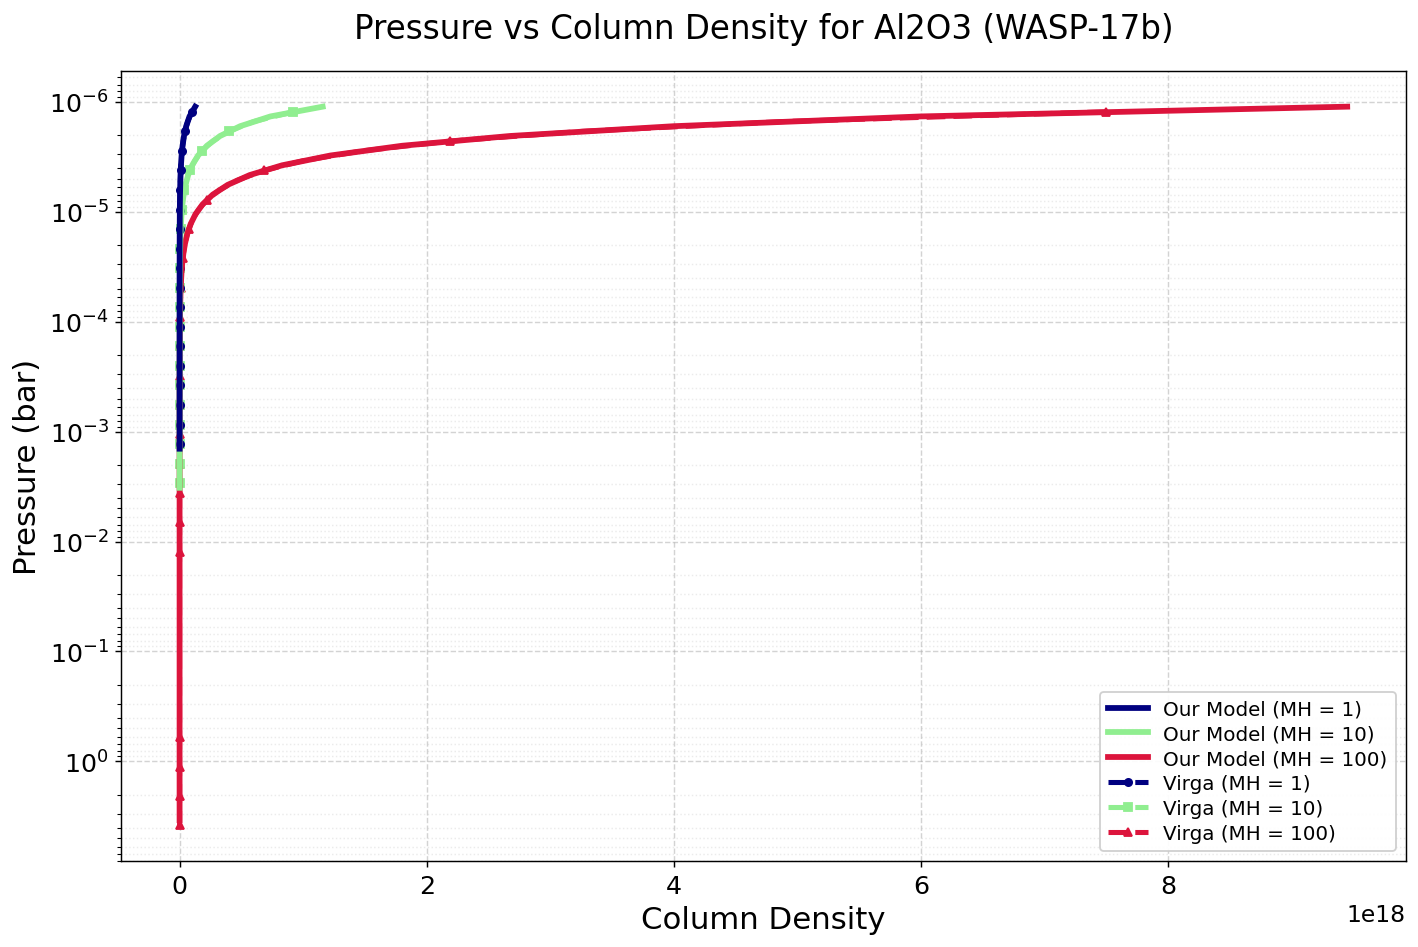 Pressure vs Column Density for Al2O3 (WASP-17b)
Pressure (bar)
10⁻⁶
10⁻⁵
10⁻⁴
10⁻³
10⁻²
10⁻¹
10⁰
Our Model (MH = 1)
Our Model (MH = 10)
Our Model (MH = 100)
Virga (MH = 1)
Virga (MH = 10)
Virga (MH = 100)
0 2 4 6 8
1e18
Column Density